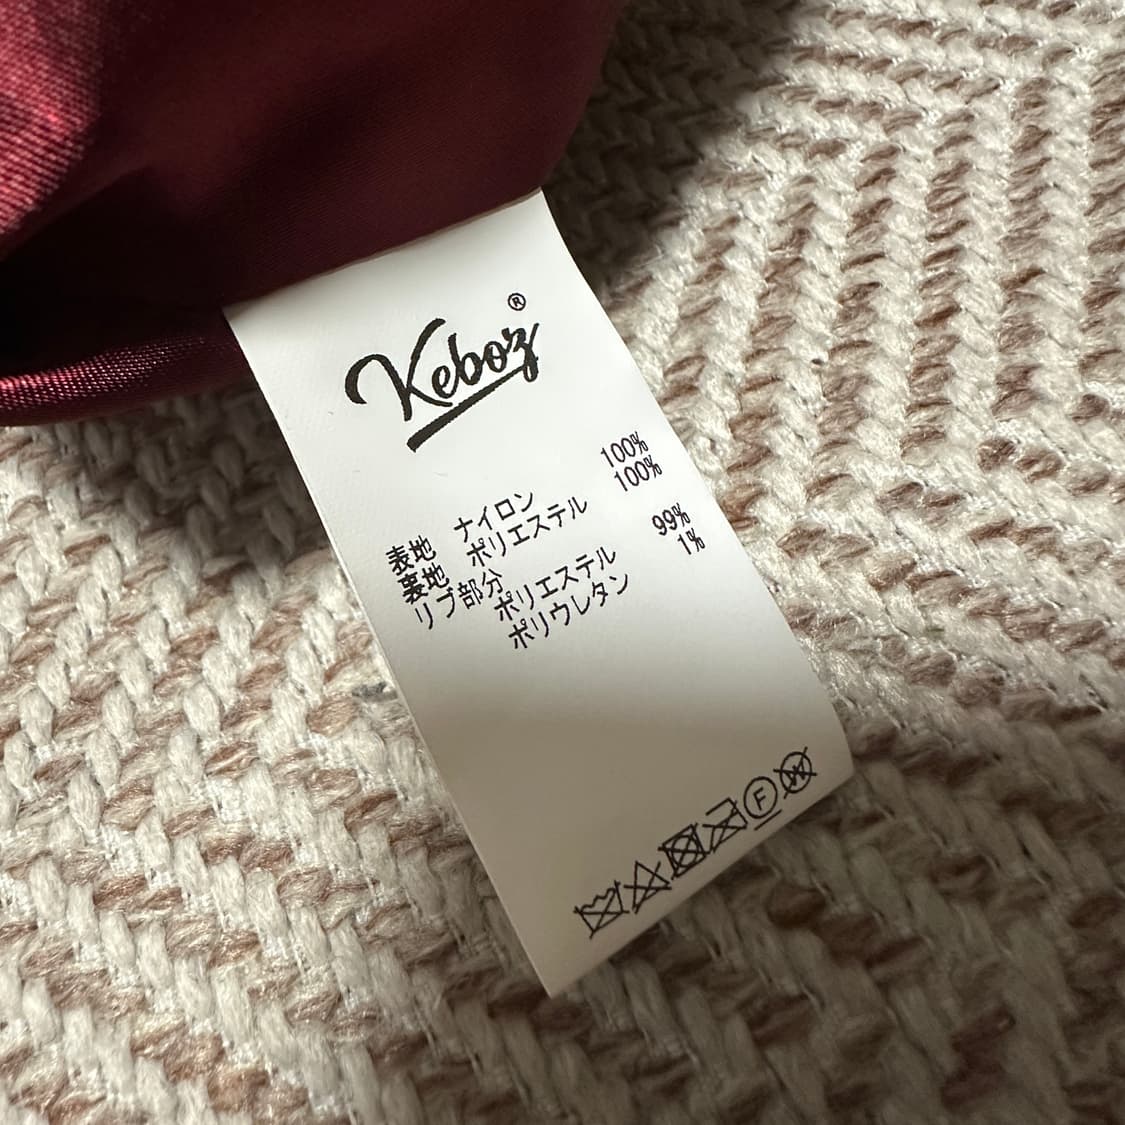 Keboz®
表地 ナイロン 100%
裏地 ポリエステル 100%
リブ部分
ポリエステル 99%
ポリウレタン 1%
F W